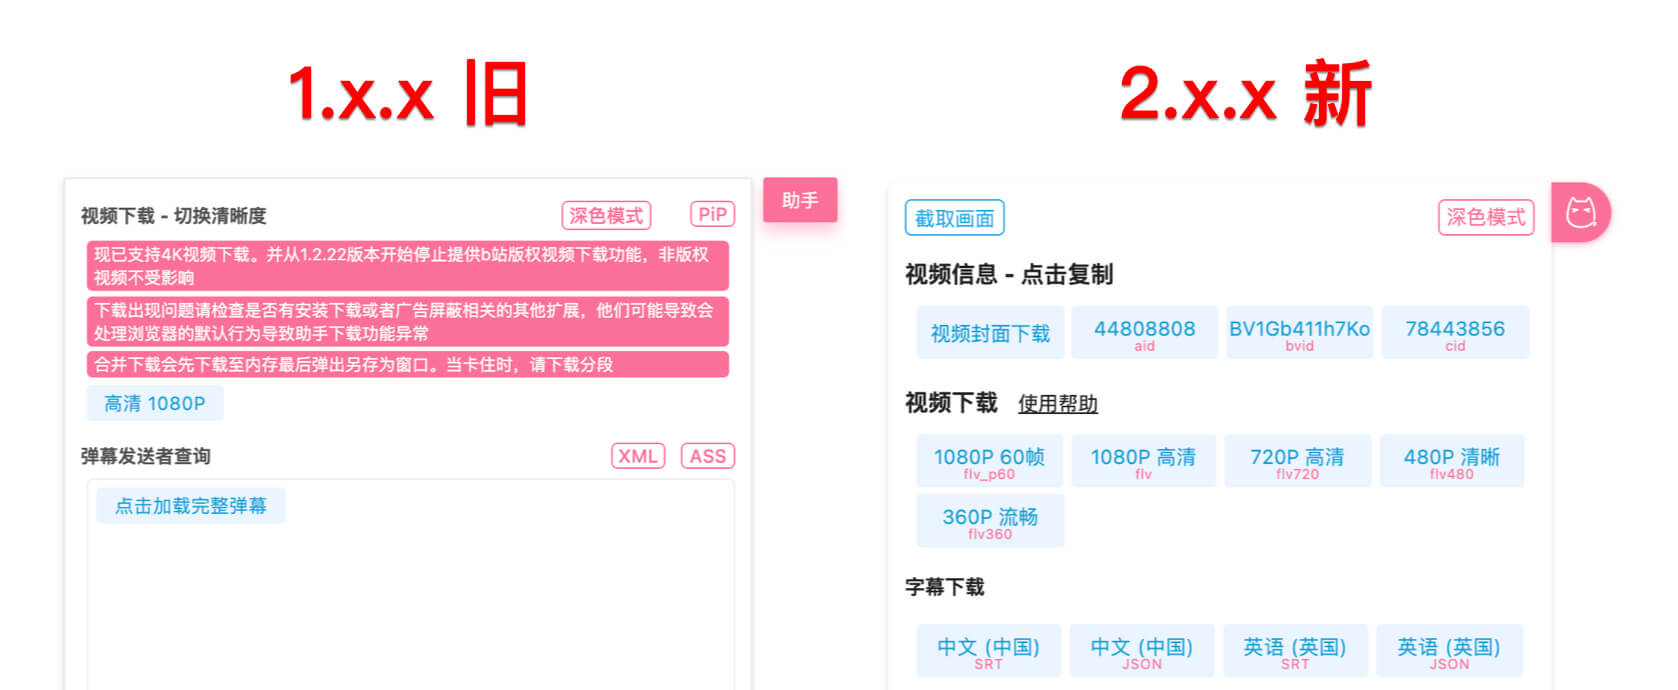 1.x.x 旧
视频下载 - 切换清晰度
深色模式
PiP
助手
现已支持4K视频下载。并从1.2.22版本开始停止提供b站版权视频下载功能，非版权
视频不受影响
下载出现问题请检查是否有安装下载或者广告屏蔽相关的其他扩展，他们可能导致会
处理浏览器的默认行为导致助手下载功能异常
合并下载会先下载至内存最后弹出另存为窗口。当卡住时，请下载分段
高清 1080P
弹幕发送者查询
XML
ASS
点击加载完整弹幕
2.x.x 新
截取画面
深色模式
视频信息 - 点击复制
视频封面下载
44808808
aid
BV1Gb411h7Ko
bvid
78443856
cid
视频下载 使用帮助
1080P 60帧
flv_p60
1080P 高清
flv
720P 高清
flv720
480P 清晰
flv480
360P 流畅
flv360
字幕下载
中文 (中国)
SRT
中文 (中国)
JSON
英语 (英国)
SRT
英语 (英国)
JSON